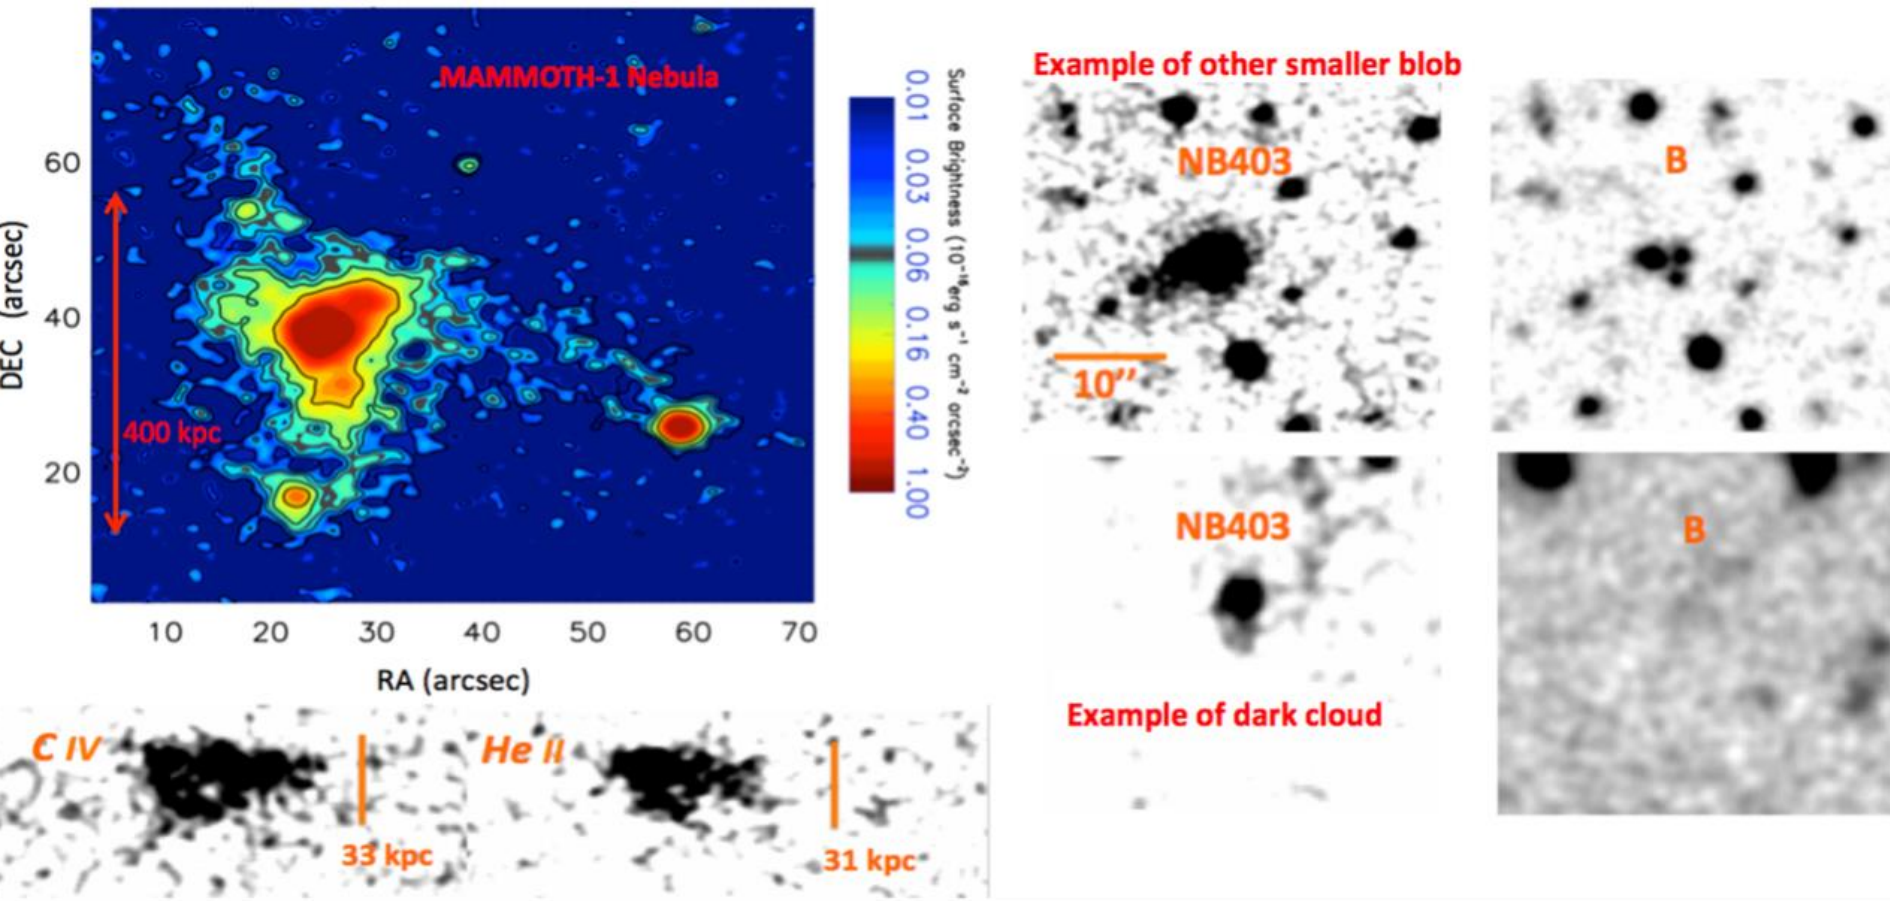 MAMMOTH-1 Nebula
60
40
20
DEC (arcsec)
400 kpc
10 20 30 40 50 60 70
RA (arcsec)
0.01 0.03 0.06 0.16 0.40 1.00
Surface Brightness (10⁻¹⁸erg s⁻¹ cm⁻² arcsec⁻²)
C IV
33 kpc
He II
31 kpc
Example of other smaller blob
NB403
10’’
B
NB403
Example of dark cloud
B